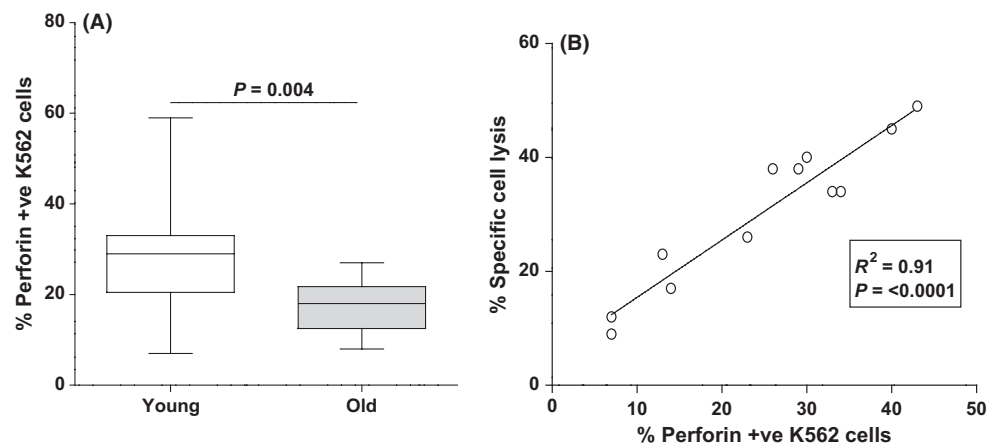 (A)
% Perforin +ve K562 cells
80
60
40
20
0
P = 0.004
Young
Old
(B)
% Specific cell lysis
60
40
20
0
R² = 0.91
P = <0.0001
0
10
20
30
40
50
% Perforin +ve K562 cells